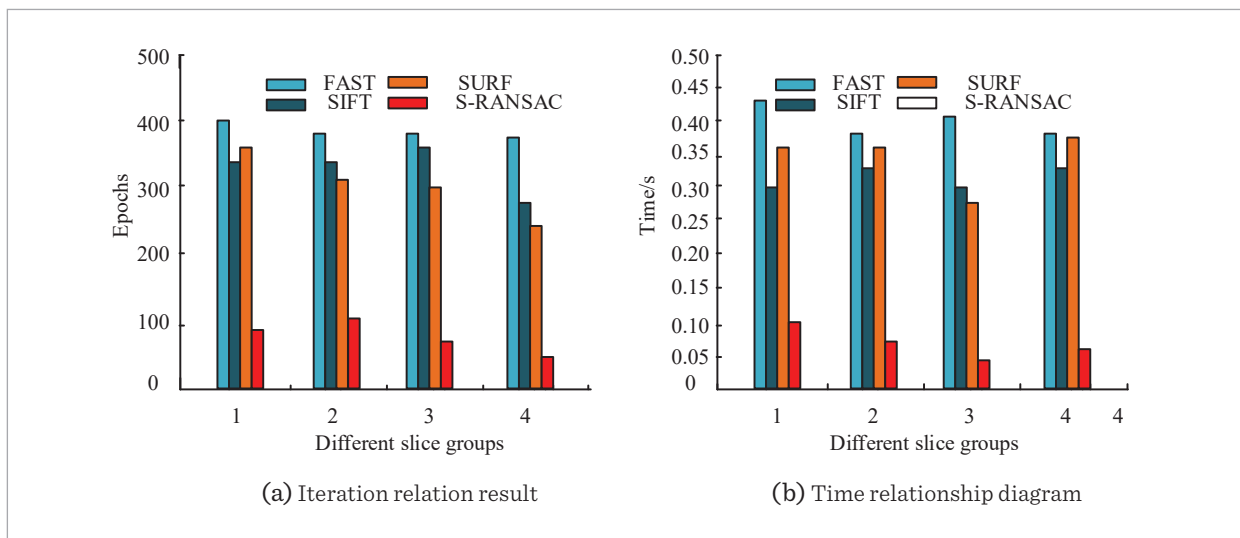 500
400
300
200
100
0
Epochs
FAST SURF
SIFT S-RANSAC
1 2 3 4
Different slice groups
(a) Iteration relation result
0.50
0.45
0.40
0.35
0.30
0.25
0.20
0.15
0.10
0.05
0
Time/s
FAST SURF
SIFT S-RANSAC
1 2 3 4 4
Different slice groups
(b) Time relationship diagram